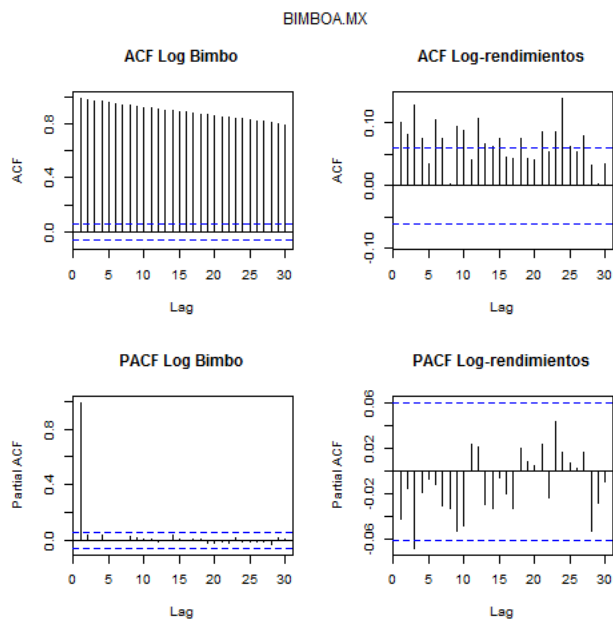 BIMBOA.MX
ACF Log Bimbo
ACF
0.0 0.4 0.8
0 5 10 15 20 25 30
Lag
ACF Log-rendimientos
ACF
-0.10 0.00 0.10
0 5 10 15 20 25 30
Lag
PACF Log Bimbo
Partial ACF
0.0 0.4 0.8
0 5 10 15 20 25 30
Lag
PACF Log-rendimientos
Partial ACF
-0.06 -0.02 0.02 0.06
0 5 10 15 20 25 30
Lag